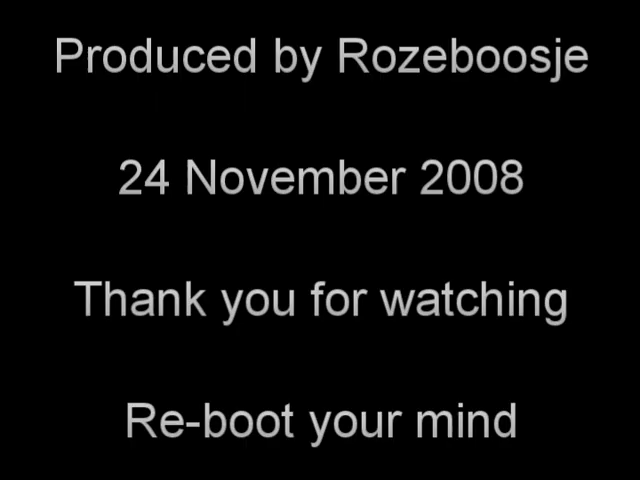 Produced by Rozeboosje
24 November 2008
Thank you for watching
Re-boot your mind